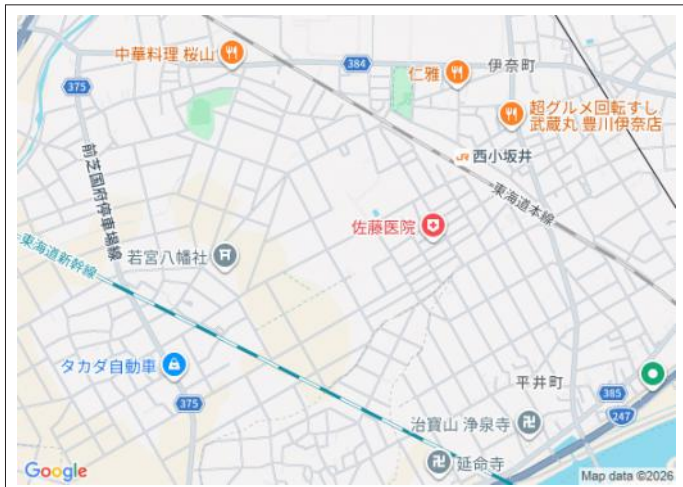 中華料理 桜山
384
仁雅
伊奈町
375
超グルメ回転すし
武蔵丸 豊川伊奈店
JR 西小坂井
前芝国府停車場線
東海道本線
佐藤医院
東海道新幹線
若宮八幡社
タカダ自動車
平井町
385
247
375
治寶山 浄泉寺
延命寺
Google
Map data ©2026